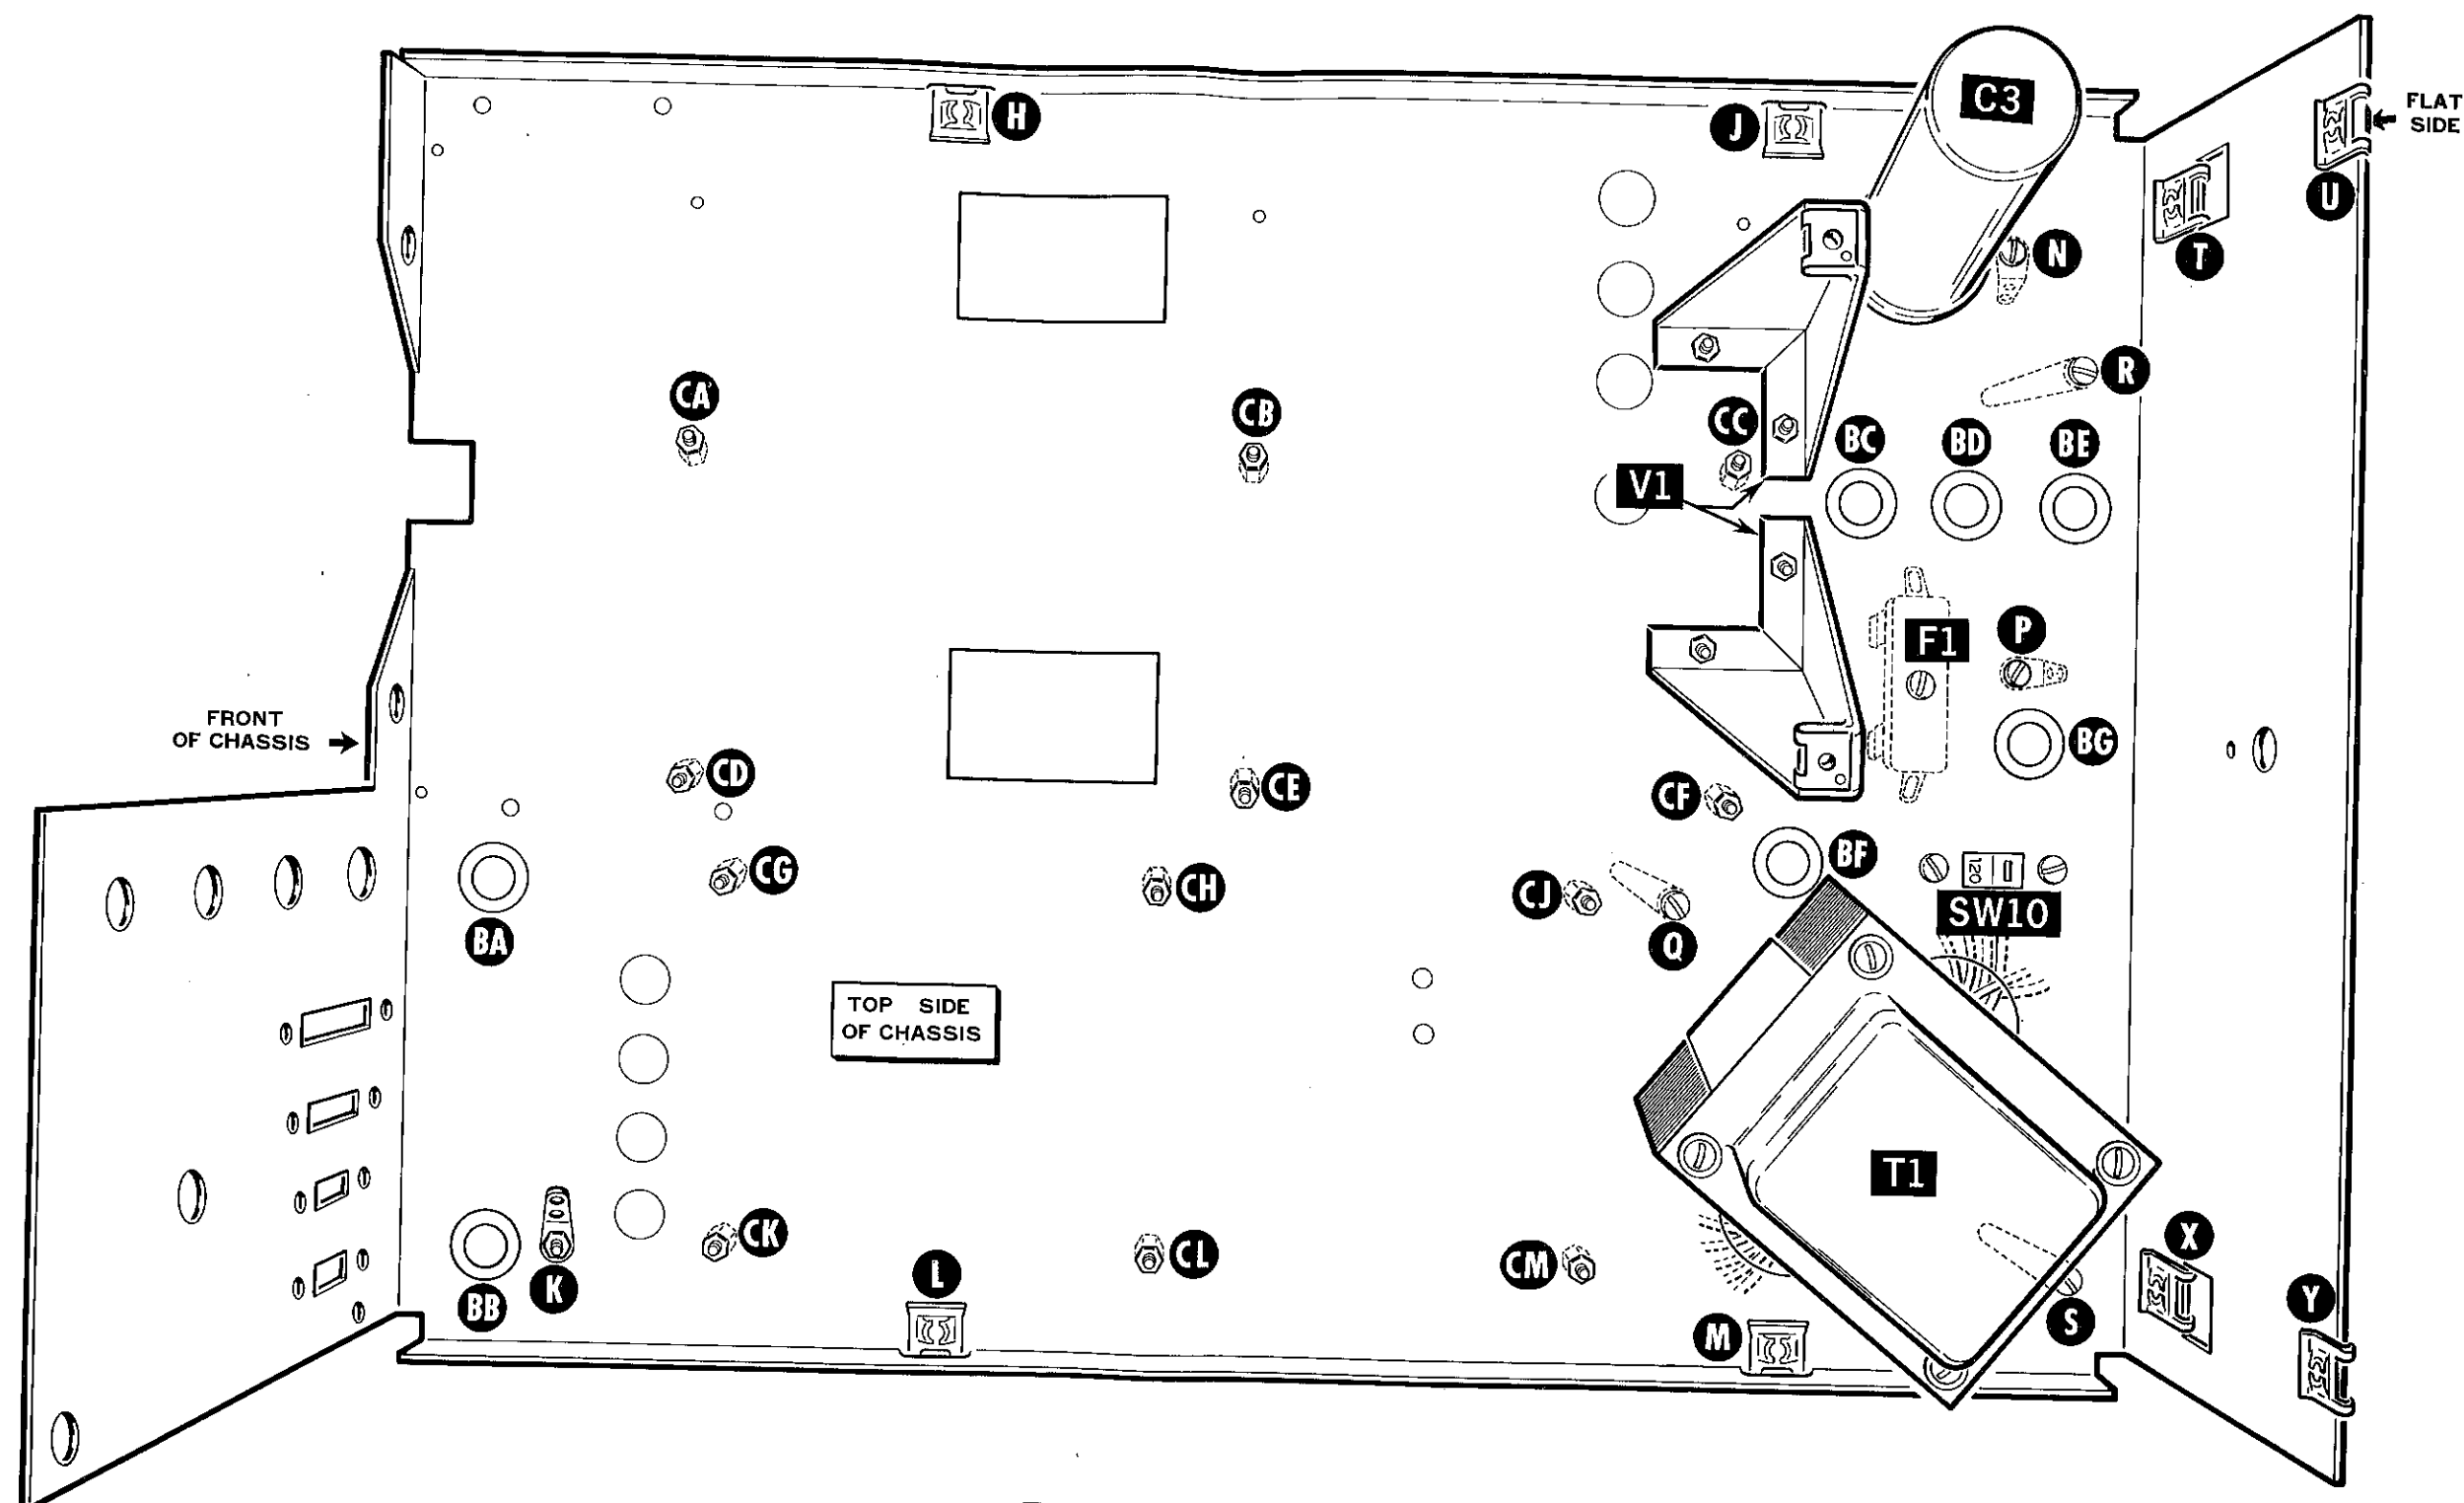 C3
FLAT
SIDE
H
J
U
T
N
R
CA
CB
CC
BC
BD
BE
V1
F1
P
FRONT
OF CHASSIS
BG
CD
CE
CF
BF
CG
CH
CJ
120
SW10
BA
Q
TOP SIDE
OF CHASSIS
T1
CK
CL
CM
X
K
L
BB
M
S
Y